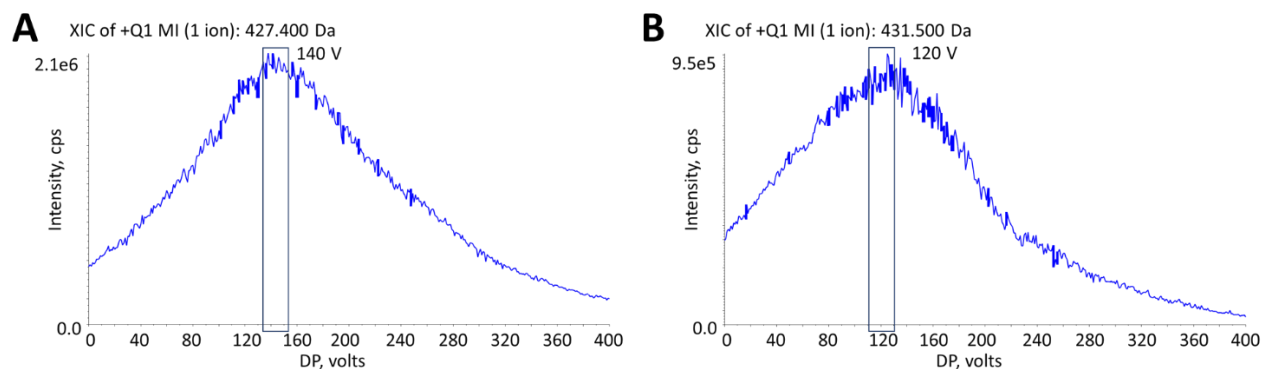 A
XIC of +Q1 MI (1 ion): 427.400 Da
140 V
2.1e6
Intensity, cps
0.0
0 40 80 120 160 200 240 280 320 360 400
DP, volts
B
XIC of +Q1 MI (1 ion): 431.500 Da
120 V
9.5e5
Intensity, cps
0.0
0 40 80 120 160 200 240 280 320 360 400
DP, volts